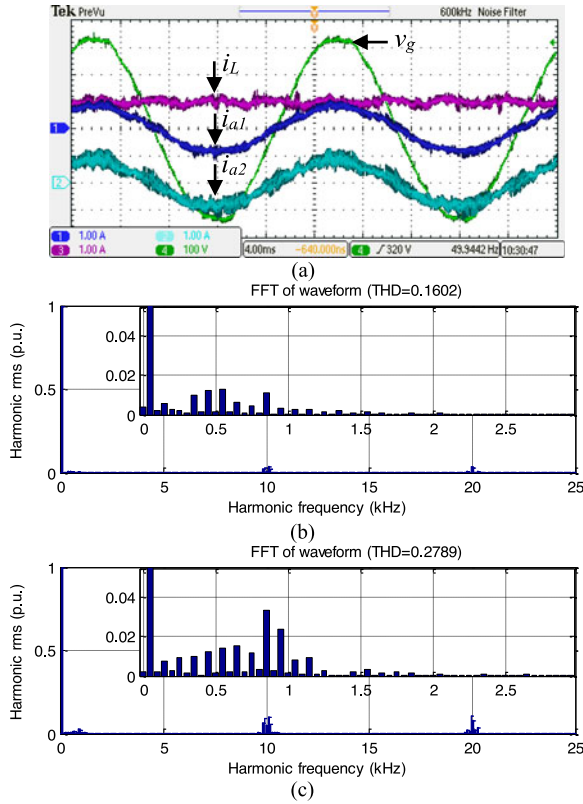 Tek PreVu 600kHz Noise Filter
v_g
i_L
i_a1
i_a2
1
2
1 1.00 A 2 1.00 A
3 1.00 A 4 100 V 4.00ms -640.000ns 4 320 V 49.9442 Hz 10:30:47
(a)
FFT of waveform (THD=0.1602)
Harmonic rms (p.u.)
1
0.5
0
0.04
0.02
0
0 0.5 1 1.5 2 2.5
0 5 10 15 20 25
Harmonic frequency (kHz)
(b)
FFT of waveform (THD=0.2789)
Harmonic rms (p.u.)
1
0.5
0
0.04
0.02
0
0 0.5 1 1.5 2 2.5
0 5 10 15 20 25
Harmonic frequency (kHz)
(c)